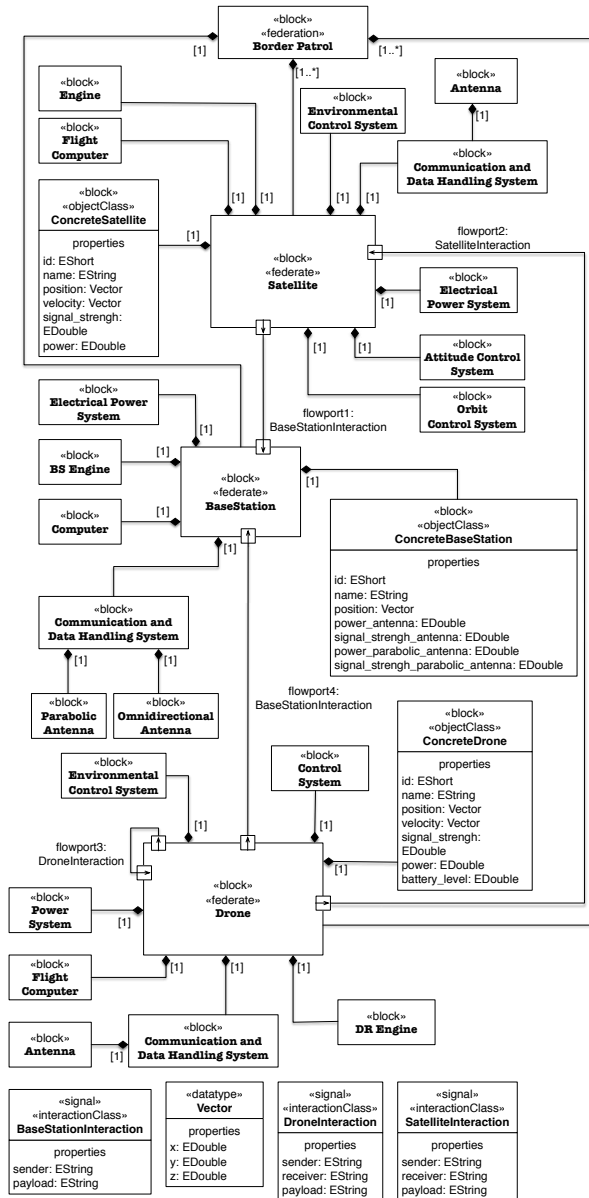 «block»
«federation»
Border Patrol
[1]
[1..*]
[1..*]
«block»
Engine
«block»
Flight
Computer
«block»
Environmental
Control System
«block»
Antenna
[1]
«block»
Communication and
Data Handling System
[1]
[1]
[1]
[1]
«block»
«objectClass»
ConcreteSatellite
properties
id: EShort
name: EString
position: Vector
velocity: Vector
signal_strengh:
EDouble
power: EDouble
[1]
«block»
«federate»
Satellite
flowport2:
SatelliteInteraction
«block»
Electrical
Power System
[1]
[1]
[1]
«block»
Attitude Control
System
«block»
Orbit
Control System
flowport1:
BaseStationInteraction
«block»
Electrical Power
System
[1]
«block»
BS Engine
[1]
«block»
Computer
[1]
«block»
«federate»
BaseStation
[1]
[1]
«block»
«objectClass»
ConcreteBaseStation
properties
id: EShort
name: EString
position: Vector
power_antenna: EDouble
signal_strengh_antenna: EDouble
power_parabolic_antenna: EDouble
signal_strengh_parabolic_antenna: EDouble
«block»
Communication and
Data Handling System
[1]
[1]
«block»
Parabolic
Antenna
«block»
Omnidirectional
Antenna
flowport4:
BaseStationInteraction
«block»
Environmental
Control System
[1]
«block»
Control
System
[1]
«block»
«objectClass»
ConcreteDrone
properties
id: EShort
name: EString
position: Vector
velocity: Vector
signal_strengh:
EDouble
power: EDouble
battery_level: EDouble
[1]
flowport3:
DroneInteraction
«block»
«federate»
Drone
«block»
Power
System
[1]
«block»
Flight
Computer
[1]
[1]
[1]
«block»
Antenna
[1]
«block»
Communication and
Data Handling System
«block»
DR Engine
«signal»
«interactionClass»
BaseStationInteraction
properties
sender: EString
payload: EString
«datatype»
Vector
properties
x: EDouble
y: EDouble
z: EDouble
«signal»
«interactionClass»
DroneInteraction
properties
sender: EString
receiver: EString
payload: EString
«signal»
«interactionClass»
SatelliteInteraction
properties
sender: EString
receiver: EString
payload: EString